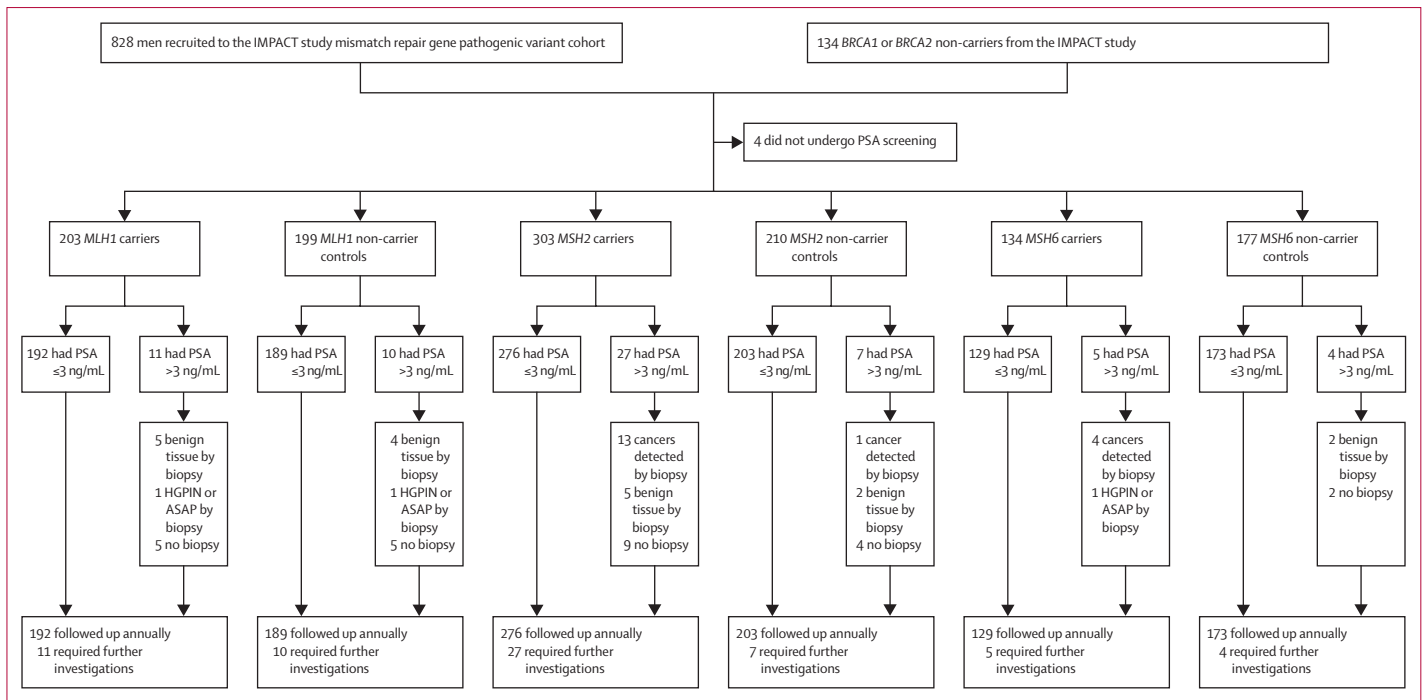 828 men recruited to the IMPACT study mismatch repair gene pathogenic variant cohort
134 BRCA1 or BRCA2 non-carriers from the IMPACT study
4 did not undergo PSA screening
203 MLH1 carriers
199 MLH1 non-carrier
controls
303 MSH2 carriers
210 MSH2 non-carrier
controls
134 MSH6 carriers
177 MSH6 non-carrier
controls
192 had PSA
≤3 ng/mL
11 had PSA
>3 ng/mL
189 had PSA
≤3 ng/mL
10 had PSA
>3 ng/mL
276 had PSA
≤3 ng/mL
27 had PSA
>3 ng/mL
203 had PSA
≤3 ng/mL
7 had PSA
>3 ng/mL
129 had PSA
≤3 ng/mL
5 had PSA
>3 ng/mL
173 had PSA
≤3 ng/mL
4 had PSA
>3 ng/mL
5 benign
tissue by
biopsy
1 HGPIN or
ASAP by
biopsy
5 no biopsy
4 benign
tissue by
biopsy
1 HGPIN or
ASAP by
biopsy
5 no biopsy
13 cancers
detected
by biopsy
5 benign
tissue by
biopsy
9 no biopsy
1 cancer
detected
by biopsy
2 benign
tissue by
biopsy
4 no biopsy
4 cancers
detected by
biopsy
1 HGPIN or
ASAP by
biopsy
2 benign
tissue by
biopsy
2 no biopsy
192 followed up annually
11 required further
investigations
189 followed up annually
10 required further
investigations
276 followed up annually
27 required further
investigations
203 followed up annually
7 required further
investigations
129 followed up annually
5 required further
investigations
173 followed up annually
4 required further
investigations